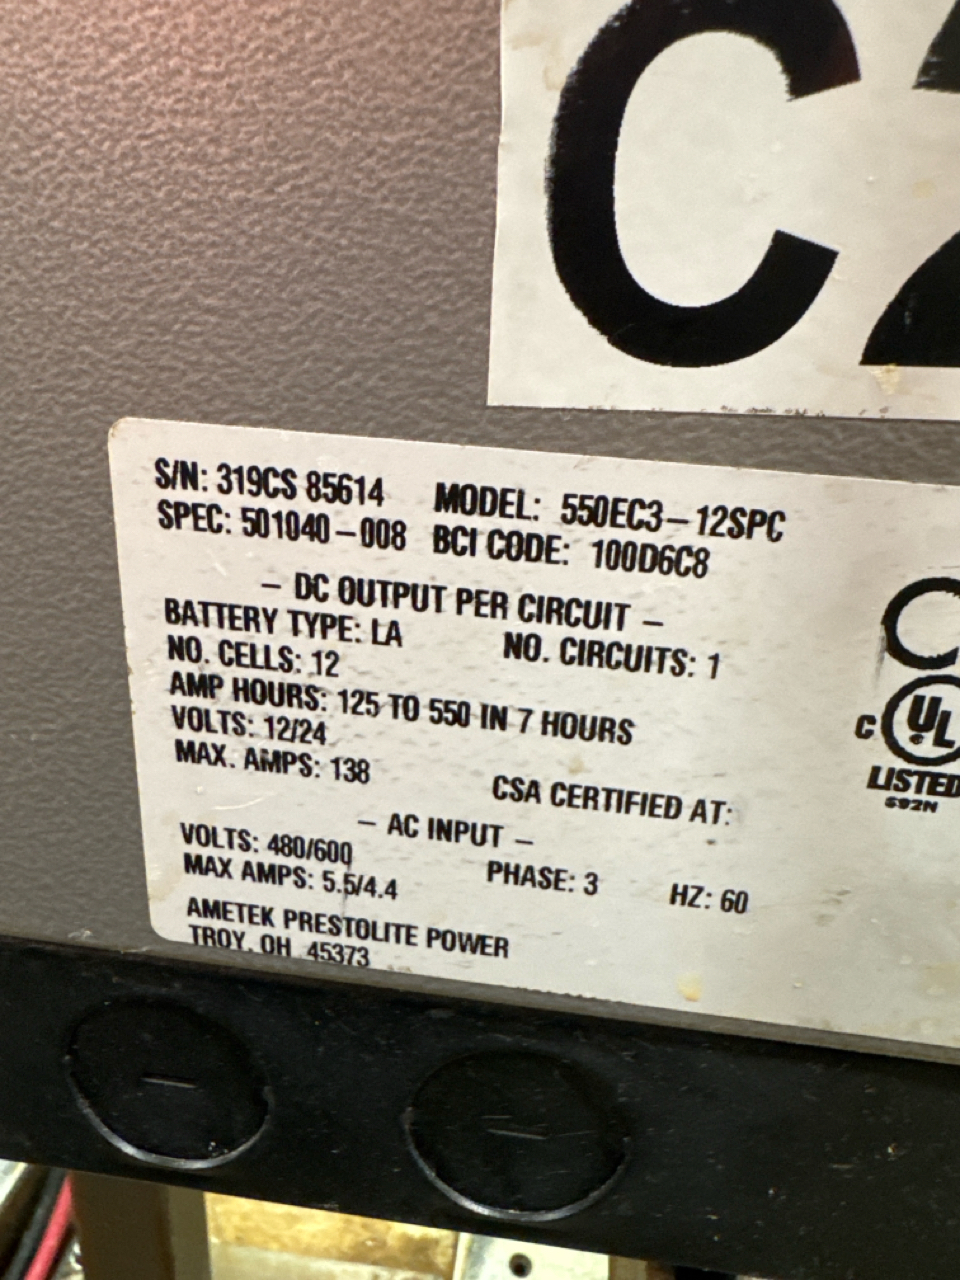 C2
S/N: 319CS 85614 MODEL: 550EC3-12SPC
SPEC: 501040-008 BCI CODE: 100D6C8
- DC OUTPUT PER CIRCUIT -
BATTERY TYPE: LA NO. CIRCUITS: 1
NO. CELLS: 12
AMP HOURS: 125 TO 550 IN 7 HOURS
VOLTS: 12/24
MAX. AMPS: 138
CSA CERTIFIED AT:
- AC INPUT -
VOLTS: 480/600 PHASE: 3 HZ: 60
MAX AMPS: 5.5/4.4
AMETEK PRESTOLITE POWER
TROY, OH 45373
C UL
LISTED
692N